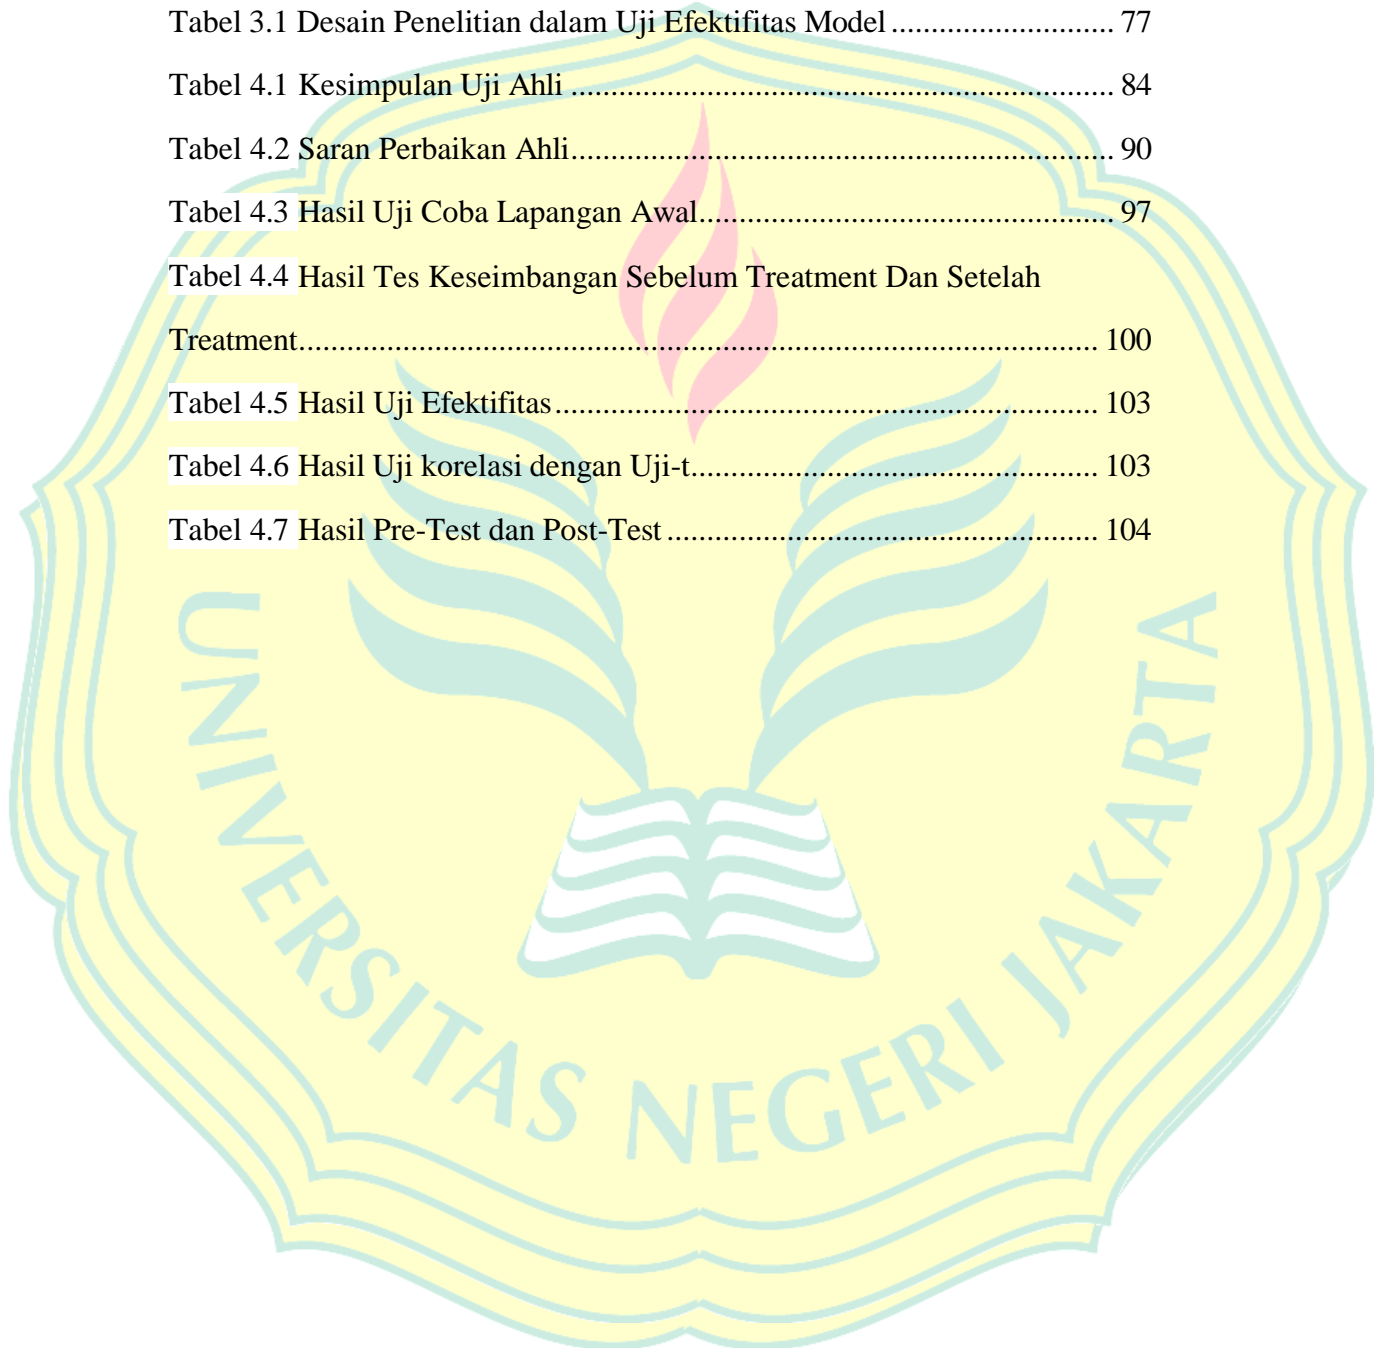 Tabel 3.1 Desain Penelitian dalam Uji Efektifitas Model ............................ 77
Tabel 4.1 Kesimpulan Uji Ahli .................................................................... 84
Tabel 4.2 Saran Perbaikan Ahli.................................................................... 90
Tabel 4.3 Hasil Uji Coba Lapangan Awal.................................................... 97
Tabel 4.4 Hasil Tes Keseimbangan Sebelum Treatment Dan Setelah
Treatment.................................................................................................... 100
Tabel 4.5 Hasil Uji Efektifitas.................................................................... 103
Tabel 4.6 Hasil Uji korelasi dengan Uji-t................................................... 103
Tabel 4.7 Hasil Pre-Test dan Post-Test ...................................................... 104
UNIVERSITAS NEGERI JAKARTA